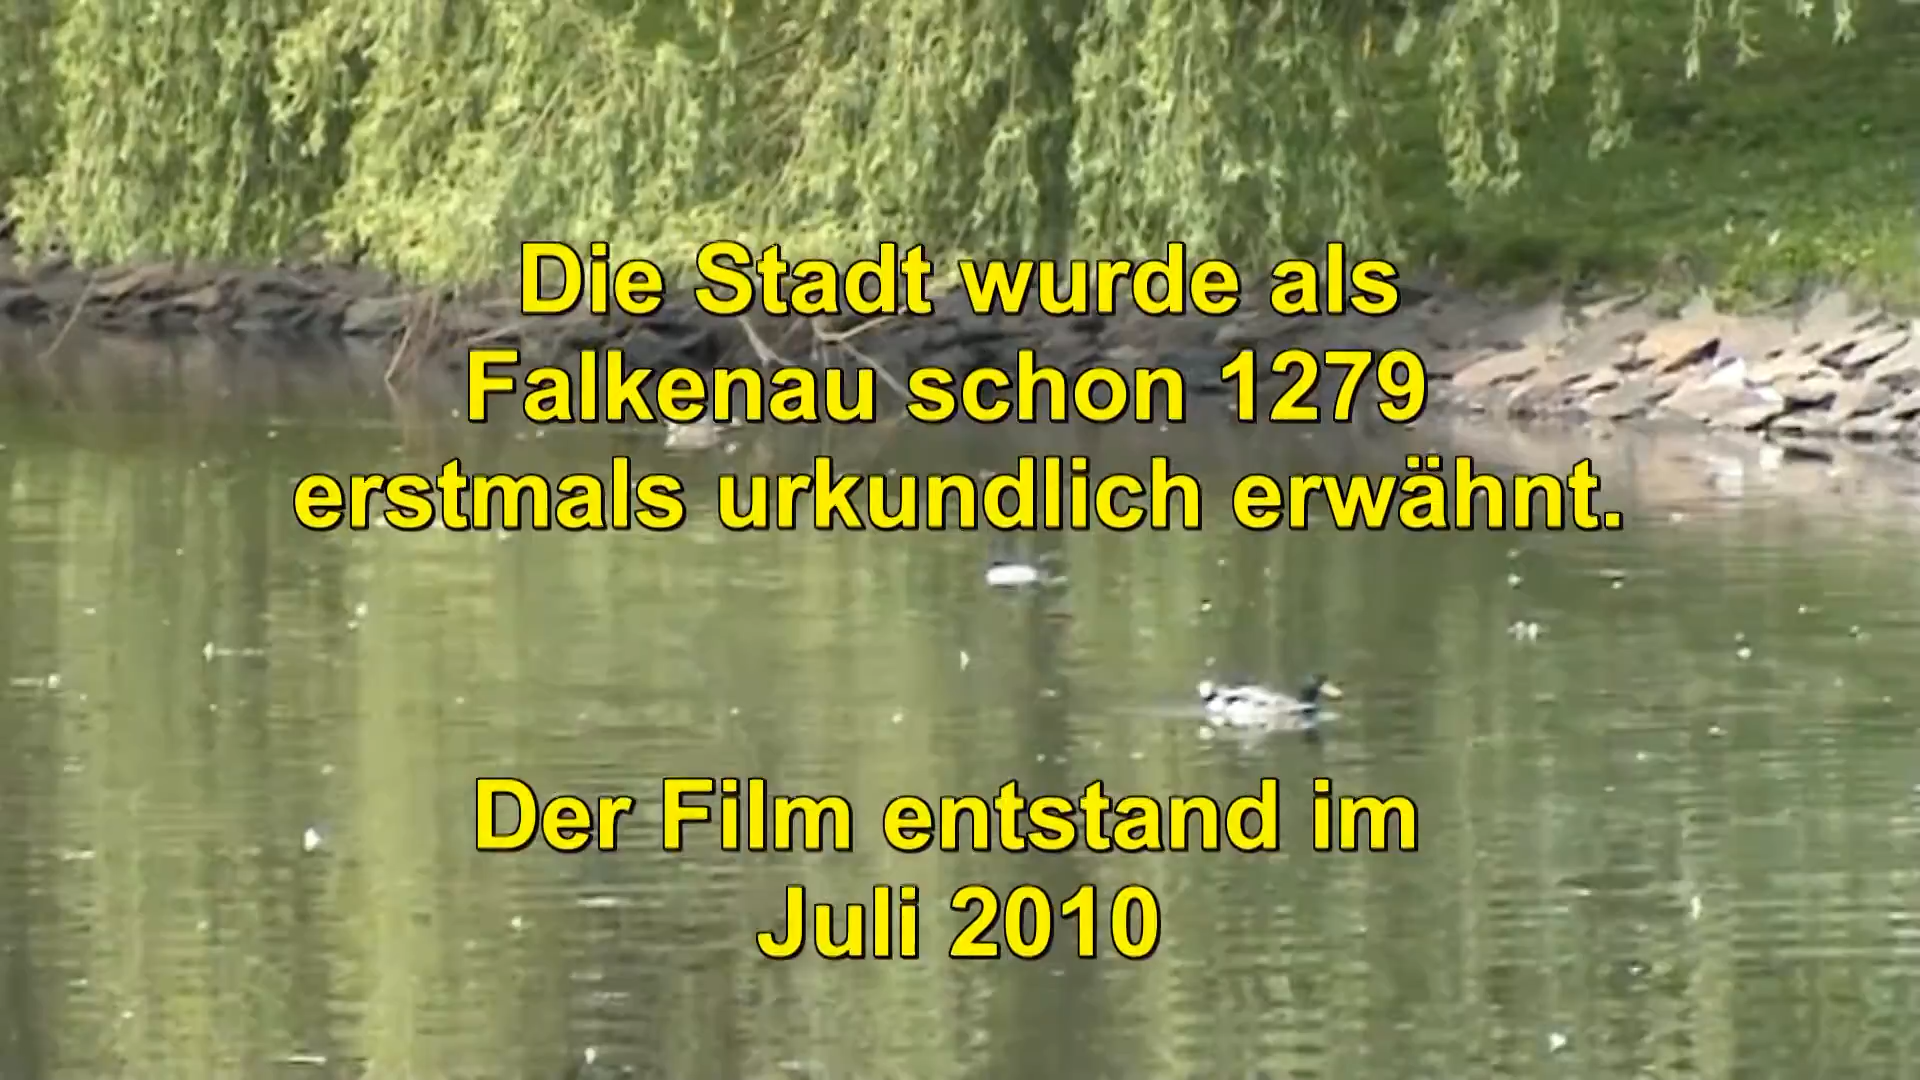 Die Stadt wurde als
Falkenau schon 1279
erstmals urkundlich erwähnt.
Der Film entstand im
Juli 2010